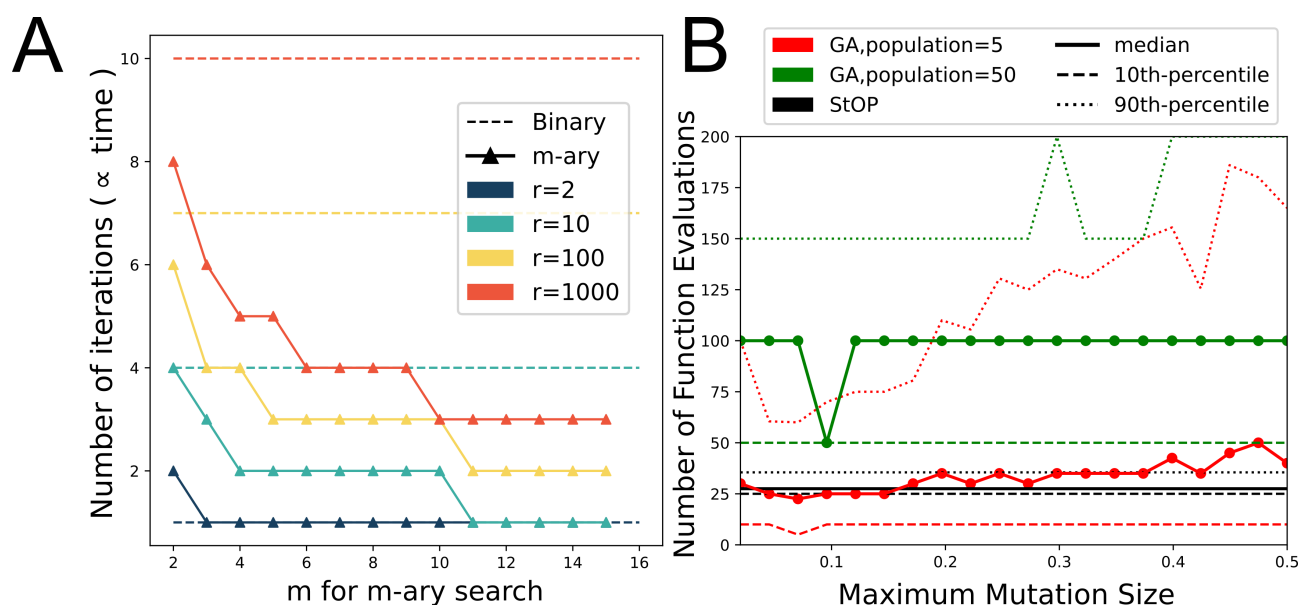 A
Number of iterations ( ∝ time )
10
8
6
4
2
2
4
6
8
10
12
14
16
m for m-ary search
Binary
m-ary
r=2
r=10
r=100
r=1000
B
GA,population=5
GA,population=50
StOP
median
10th-percentile
90th-percentile
Number of Function Evaluations
200
175
150
125
100
75
50
25
0
0.1
0.2
0.3
0.4
0.5
Maximum Mutation Size